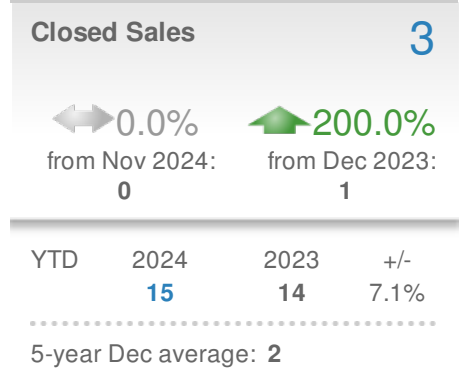 Closed Sales 3
0.0% 200.0%
from Nov 2024: from Dec 2023:
0 1
YTD 2024 2023 +/-
15 14 7.1%
5-year Dec average: 2